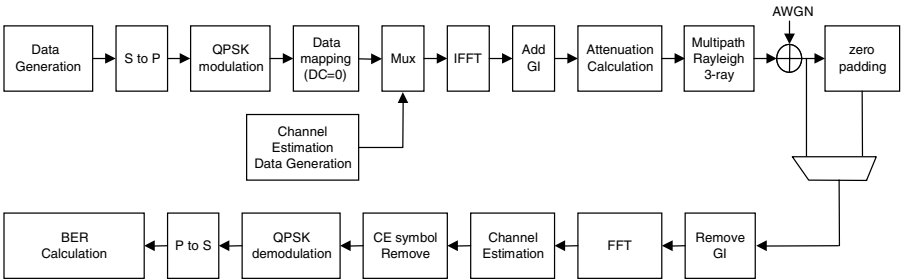 AWGN
Data
Generation
S to P
QPSK
modulation
Data
mapping
(DC=0)
Mux
IFFT
Add
GI
Attenuation
Calculation
Multipath
Rayleigh
3-ray
zero
padding
Channel
Estimation
Data Generation
BER
Calculation
P to S
QPSK
demodulation
CE symbol
Remove
Channel
Estimation
FFT
Remove
GI